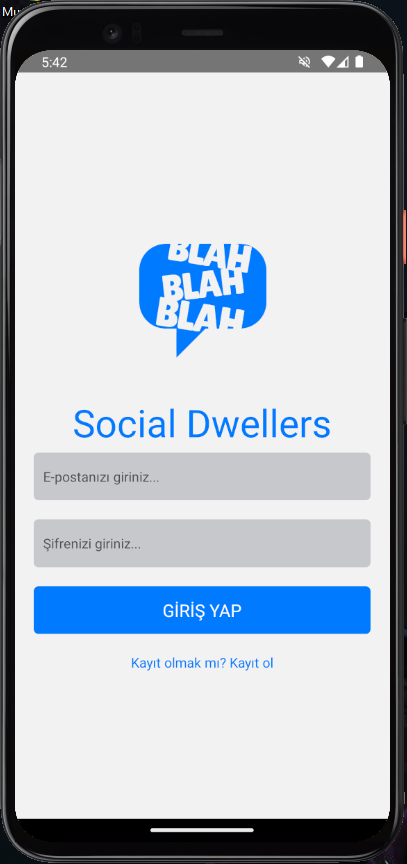 Mu
5:42
BLAH
BLAH
BLAH
Social Dwellers
E-postanızı giriniz...
Şifrenizi giriniz...
GİRİŞ YAP
Kayıt olmak mı? Kayıt ol